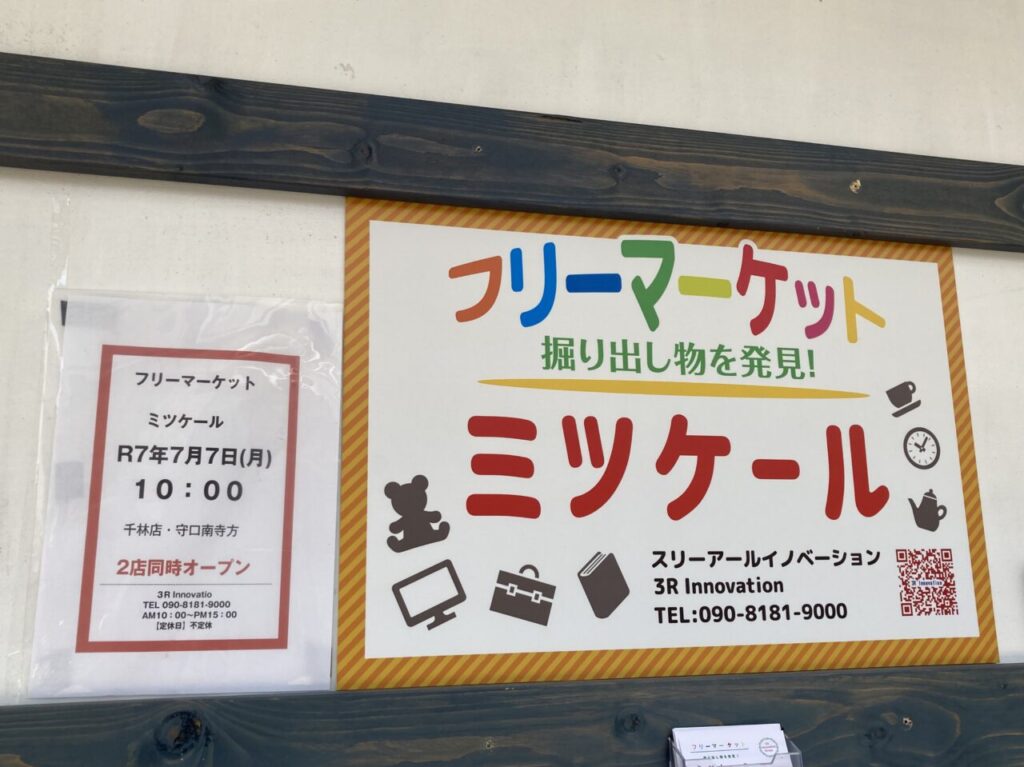 フリーマーケット
ミツケール
R7年7月7日(月)
10：00
千林店・守口南寺方
2店同時オープン
3R Innovatio
TEL 090-8181-9000
AM10：00～PM15：00
【定休日】不定休
フリーマーケット
掘り出し物を発見!
ミツケール
スリーアールイノベーション
3R Innovation
TEL:090-8181-9000
3R Innovation
フリーマーケット